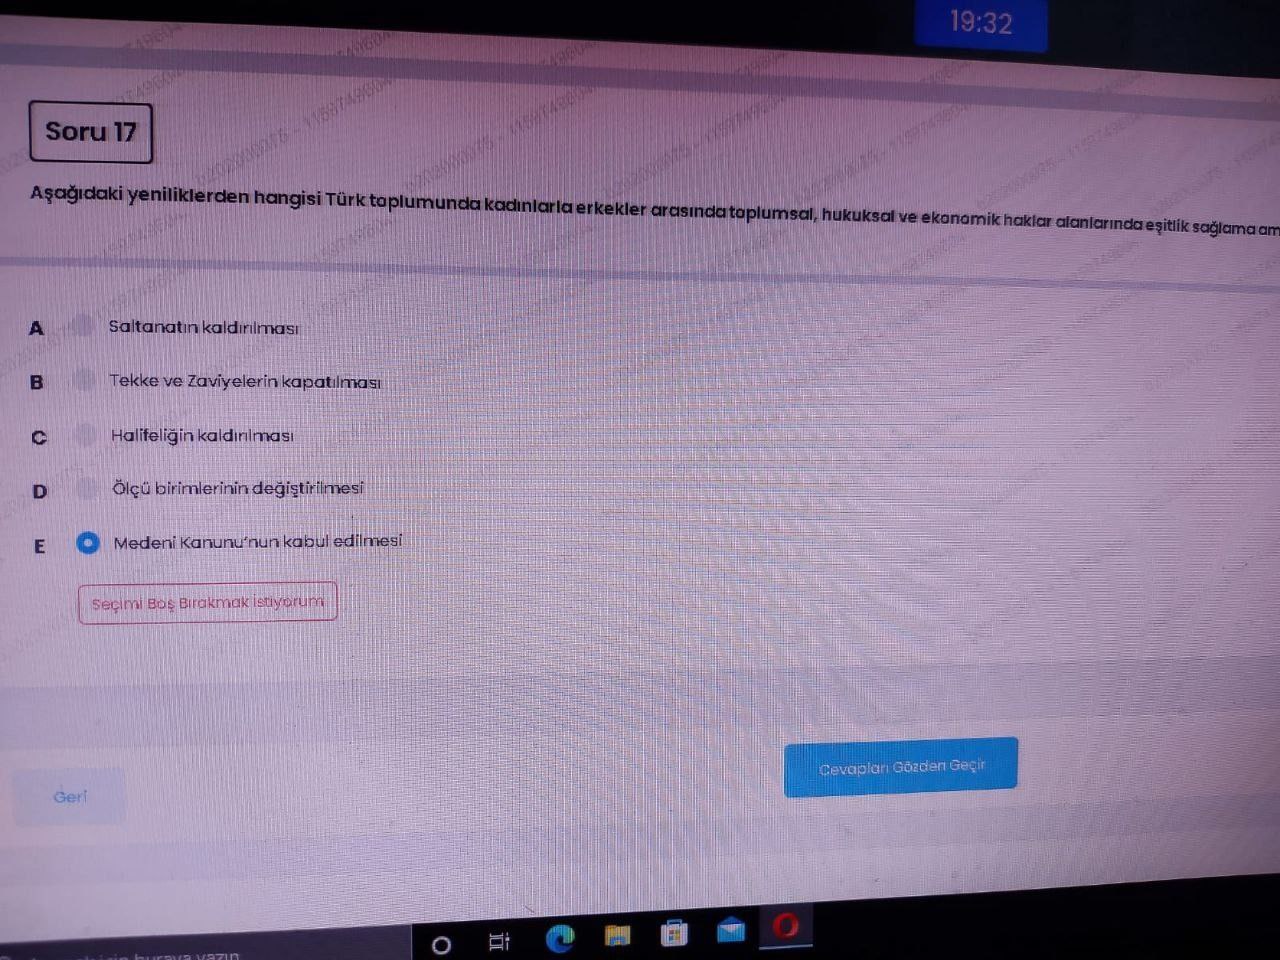 19:32
Soru 17
Aşağıdaki yeniliklerden hangisi Türk toplumunda kadınlarla erkekler arasında toplumsal, hukuksal ve ekonomik haklar alanlarında eşitlik sağlama am
A Saltanatın kaldırılması
B Tekke ve Zaviyelerin kapatılması
C Halifeliğin kaldırılması
D Ölçü birimlerinin değiştirilmesi
E Medeni Kanunu'nun kabul edilmesi
Seçimi Boş Bırakmak istiyorum
Cevapları Gözden Geçir
Geri
buraya yazın